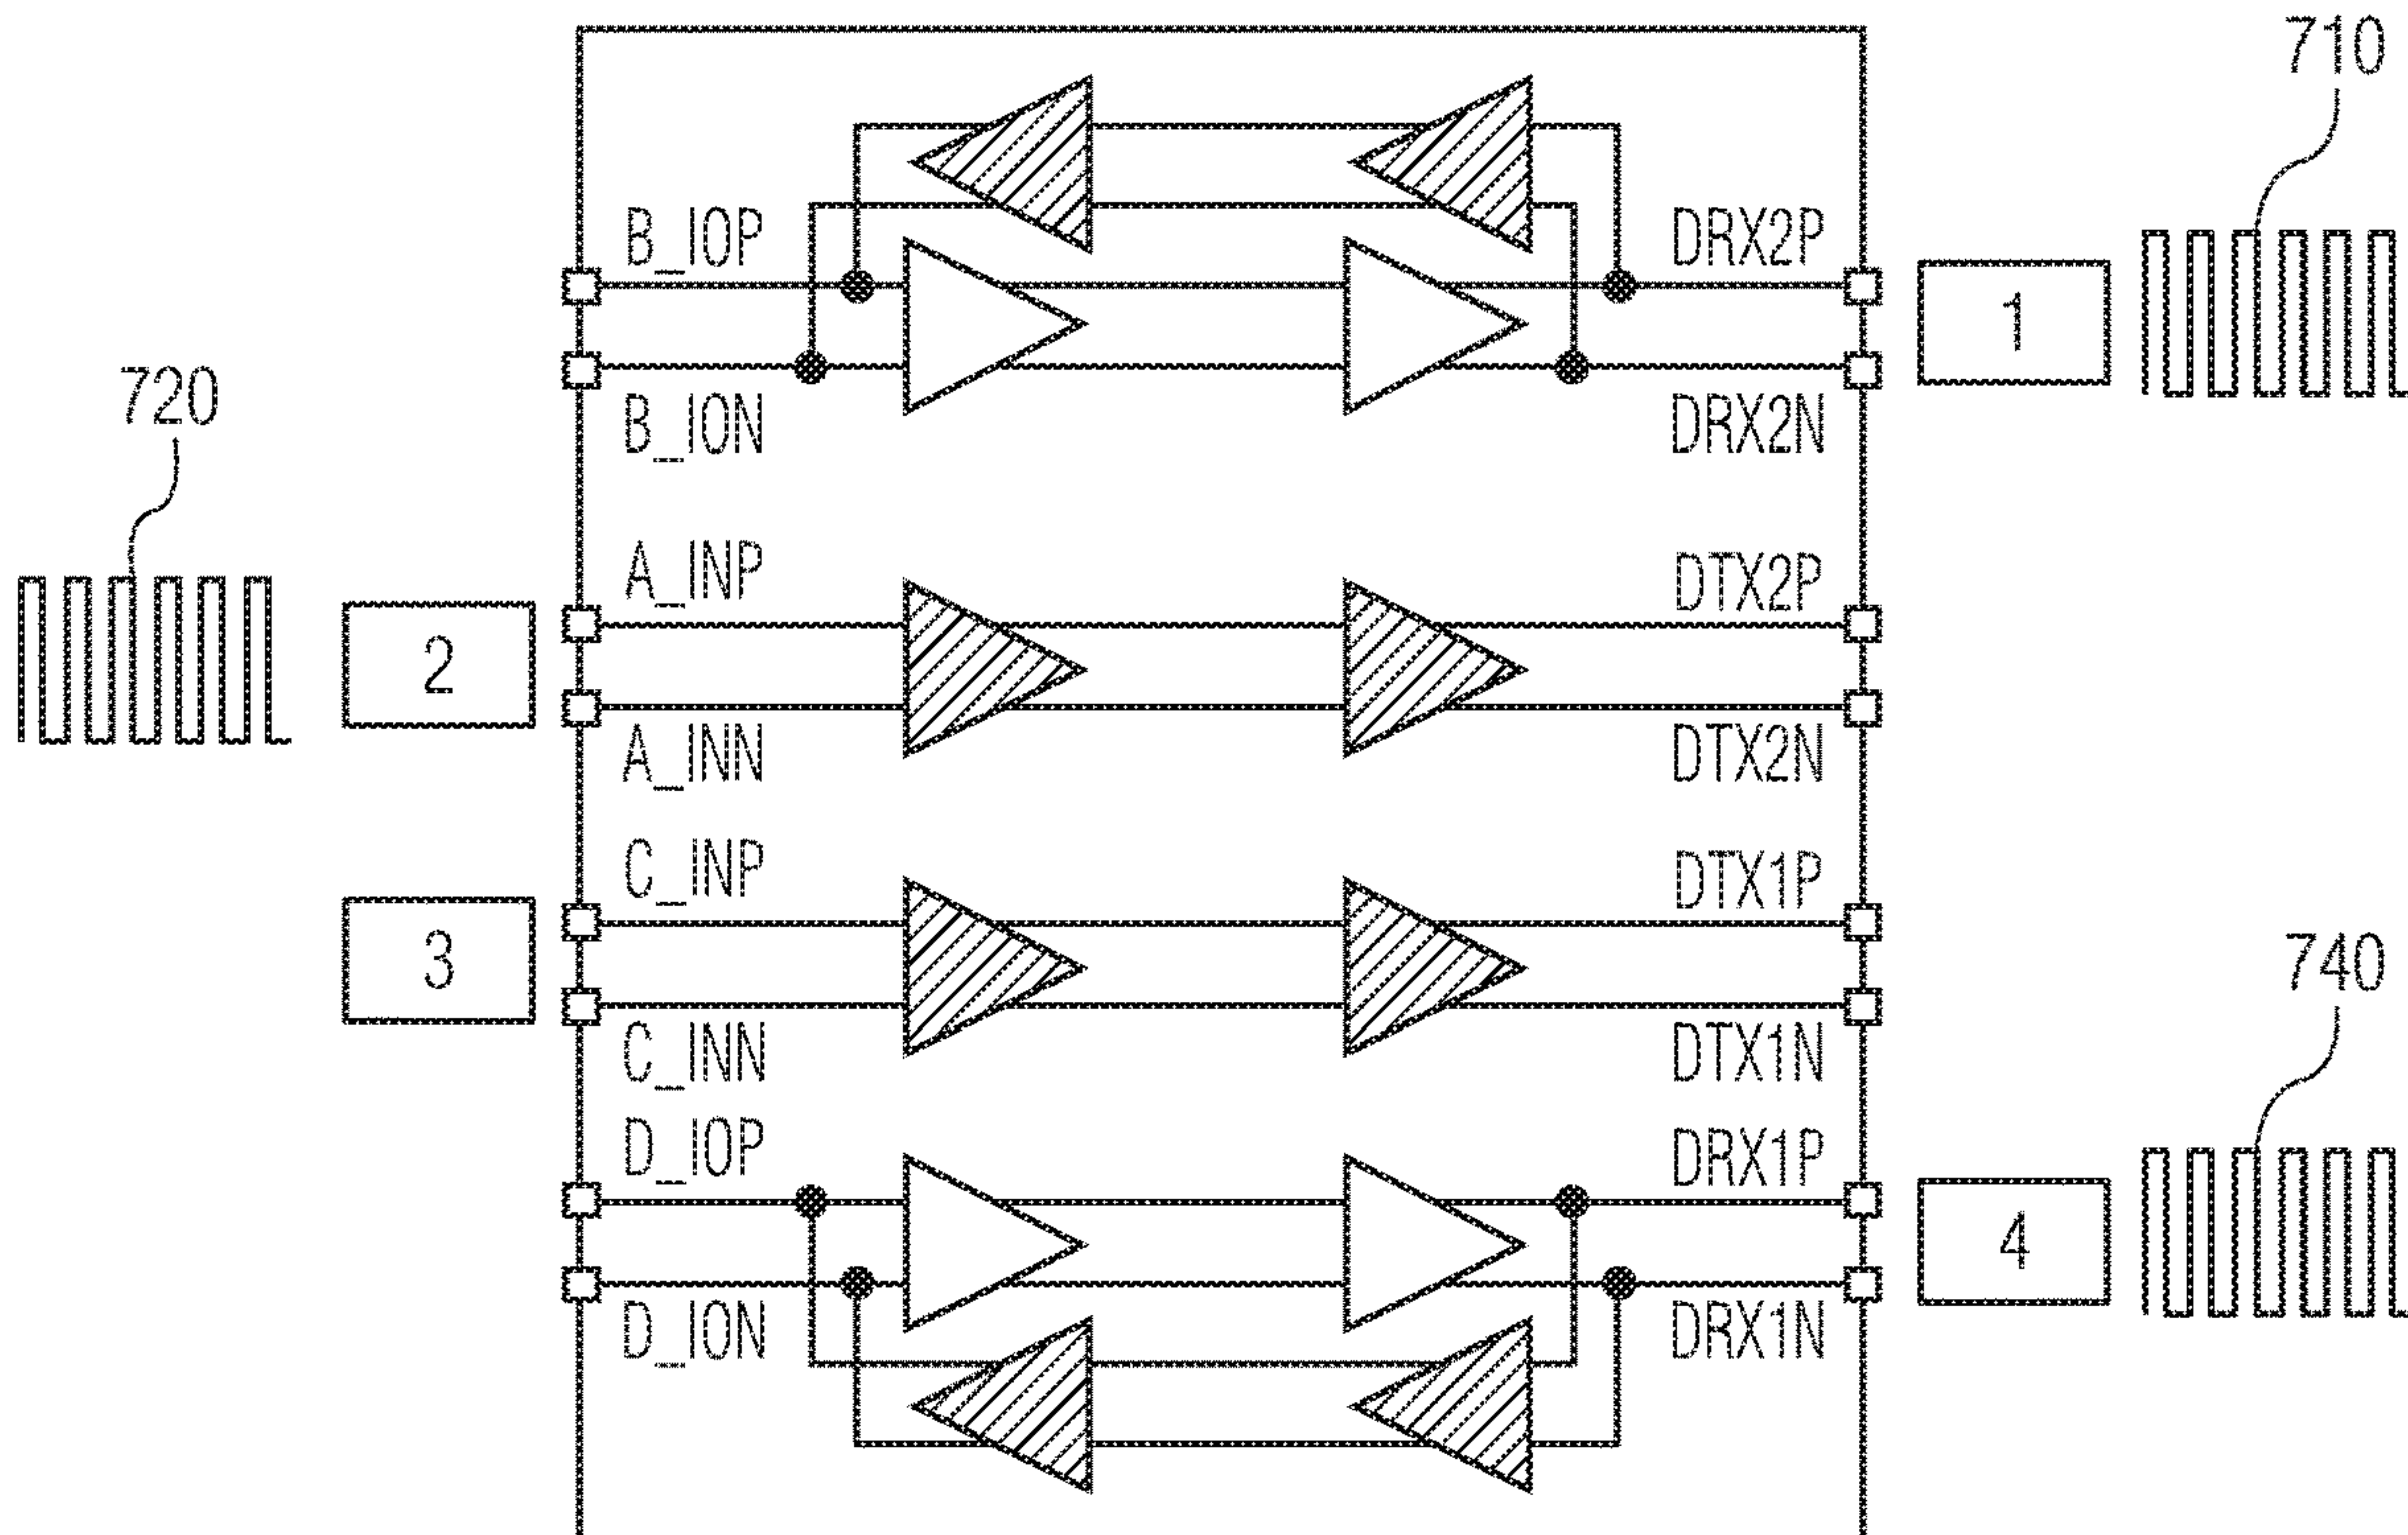 710
B_IOP
DRX2P
1
720
B_ION
DRX2N
A_INP
DTX2P
2
A_INN
DTX2N
C_INP
DTX1P
3
740
C_INN
DTX1N
D_IOP
DRX1P
4
D_ION
DRX1N